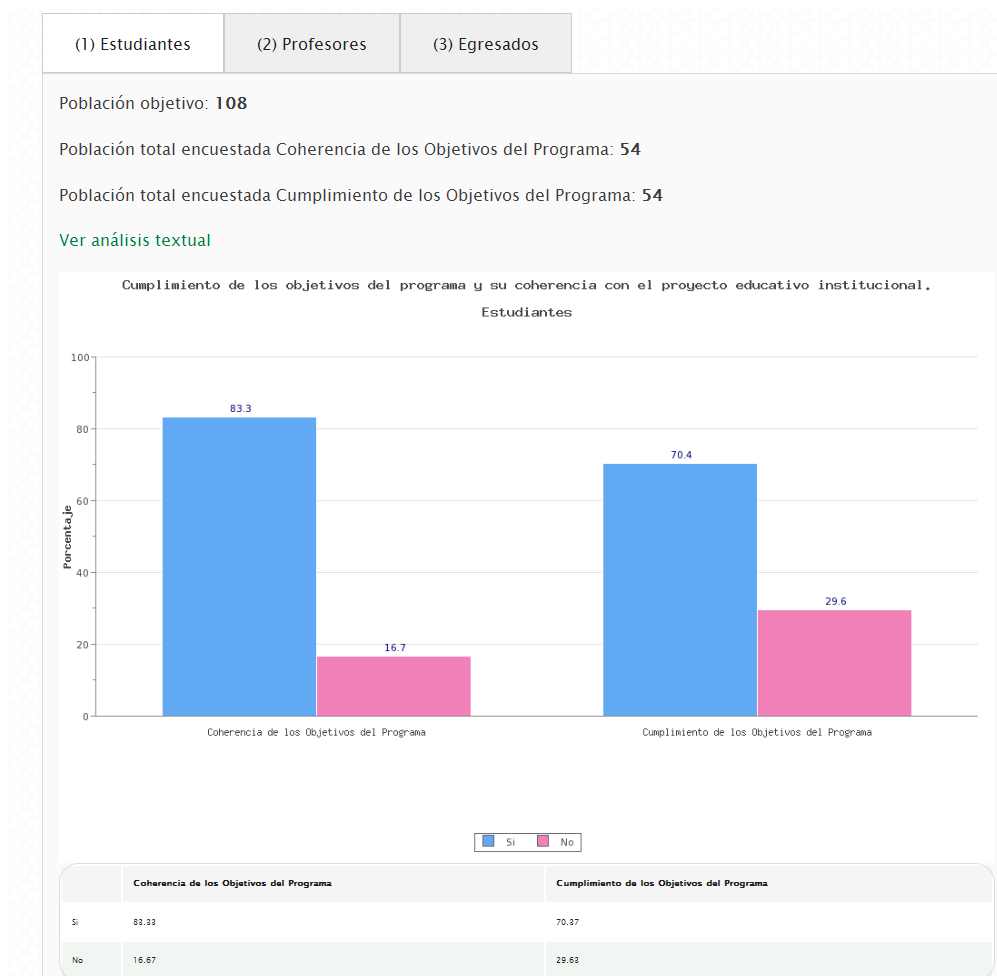 (1) Estudiantes (2) Profesores (3) Egresados
Población objetivo: 108
Población total encuestada Coherencia de los Objetivos del Programa: 54
Población total encuestada Cumplimiento de los Objetivos del Programa: 54
Ver análisis textual
Cumplimiento de los objetivos del programa y su coherencia con el proyecto educativo institucional.
Estudiantes
Porcentaje
100
80
60
40
20
0
83.3
16.7
70.4
29.6
Coherencia de los Objetivos del Programa Cumplimiento de los Objetivos del Programa
Si No
Coherencia de los Objetivos del Programa Cumplimiento de los Objetivos del Programa
Si 83.33 70.37
No 16.67 29.63